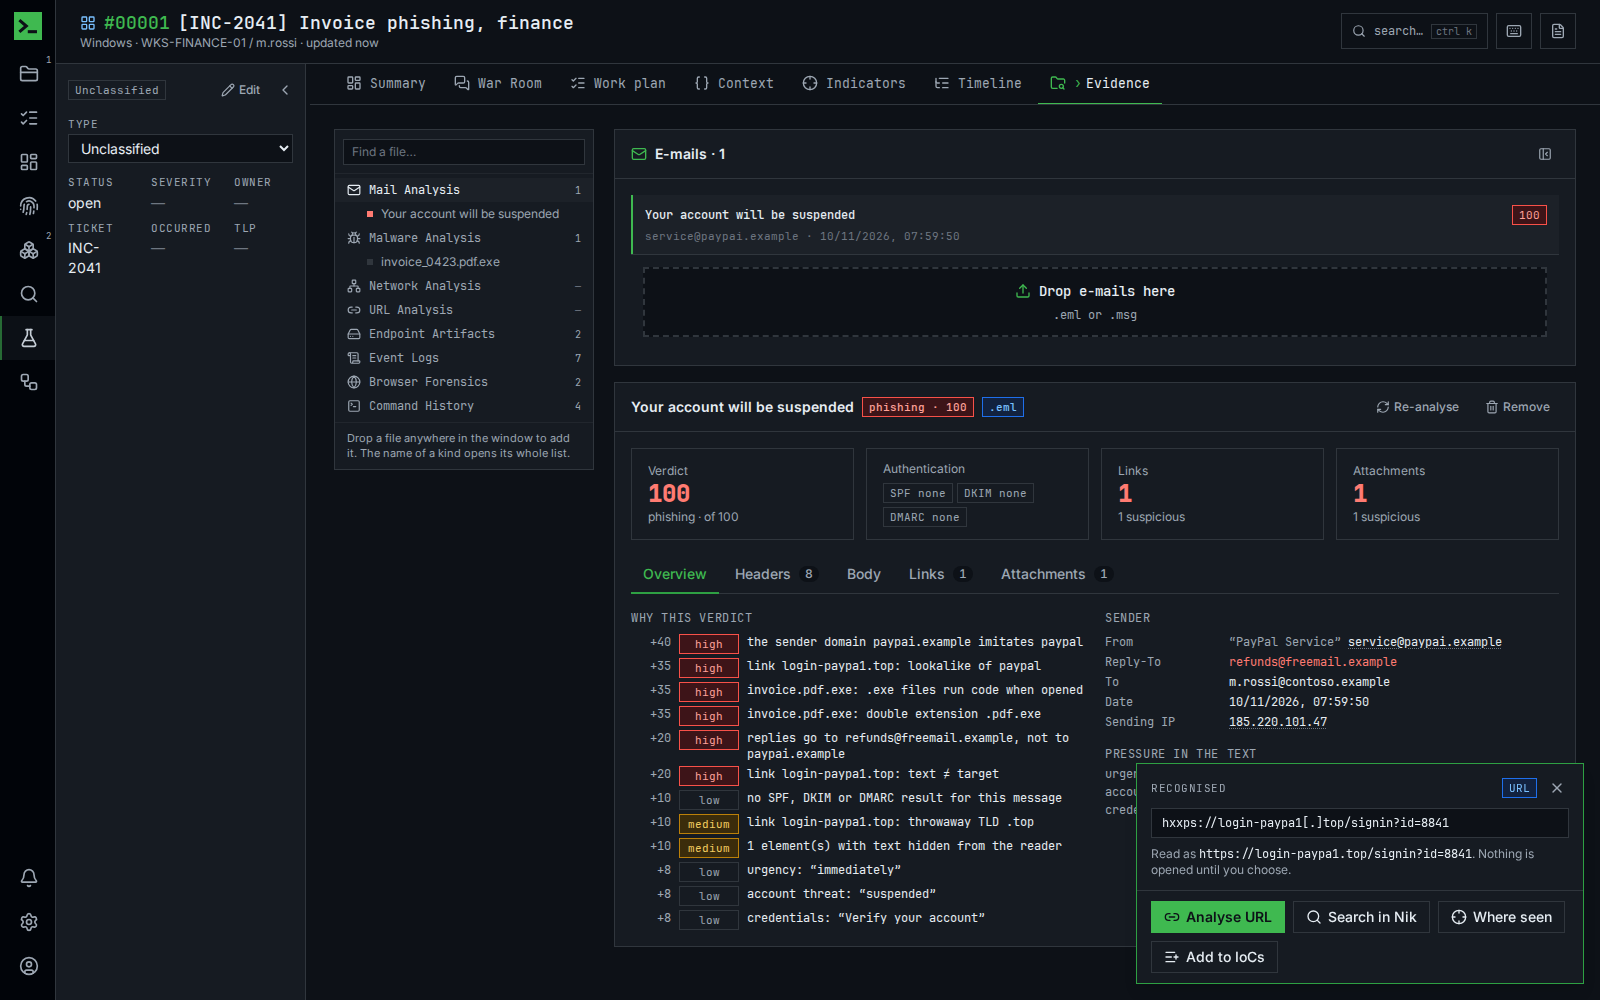 #00001 [INC-2041] Invoice phishing, finance
Windows · WKS-FINANCE-01 / m.rossi · updated now
search… ctrl k
1
2
Unclassified
Edit
TYPE
Unclassified
STATUS SEVERITY OWNER
open — —
TICKET OCCURRED TLP
INC-2041 — —
Summary War Room Work plan {} Context Indicators Timeline › Evidence
Find a file...
Mail Analysis 1
Your account will be suspended
Malware Analysis 1
invoice_0423.pdf.exe
Network Analysis –
URL Analysis –
Endpoint Artifacts 2
Event Logs 7
Browser Forensics 2
Command History 4
Drop a file anywhere in the window to add
it. The name of a kind opens its whole list.
E-mails · 1
Your account will be suspended 100
service@paypai.example · 10/11/2026, 07:59:50
Drop e-mails here
.eml or .msg
Your account will be suspended phishing · 100 .eml Re-analyse Remove
Verdict
100
phishing · of 100
Authentication
SPF none DKIM none
DMARC none
Links
1
1 suspicious
Attachments
1
1 suspicious
Overview Headers 8 Body Links 1 Attachments 1
WHY THIS VERDICT
+40 high the sender domain paypai.example imitates paypal
+35 high link login-paypa1.top: lookalike of paypal
+35 high invoice.pdf.exe: .exe files run code when opened
+35 high invoice.pdf.exe: double extension .pdf.exe
+20 high replies go to refunds@freemail.example, not to
paypai.example
+20 high link login-paypa1.top: text ≠ target
+10 low no SPF, DKIM or DMARC result for this message
+10 medium link login-paypa1.top: throwaway TLD .top
+10 medium 1 element(s) with text hidden from the reader
+8 low urgency: “immediately”
+8 low account threat: “suspended”
+8 low credentials: “Verify your account”
SENDER
From “PayPal Service” service@paypai.example
Reply-To refunds@freemail.example
To m.rossi@contoso.example
Date 10/11/2026, 07:59:50
Sending IP 185.220.101.47
PRESSURE IN THE TEXT
RECOGNISED URL
hxxps://login-paypa1[.]top/signin?id=8841
Read as https://login-paypa1.top/signin?id=8841. Nothing is
opened until you choose.
Analyse URL Search in Nik Where seen
Add to IoCs